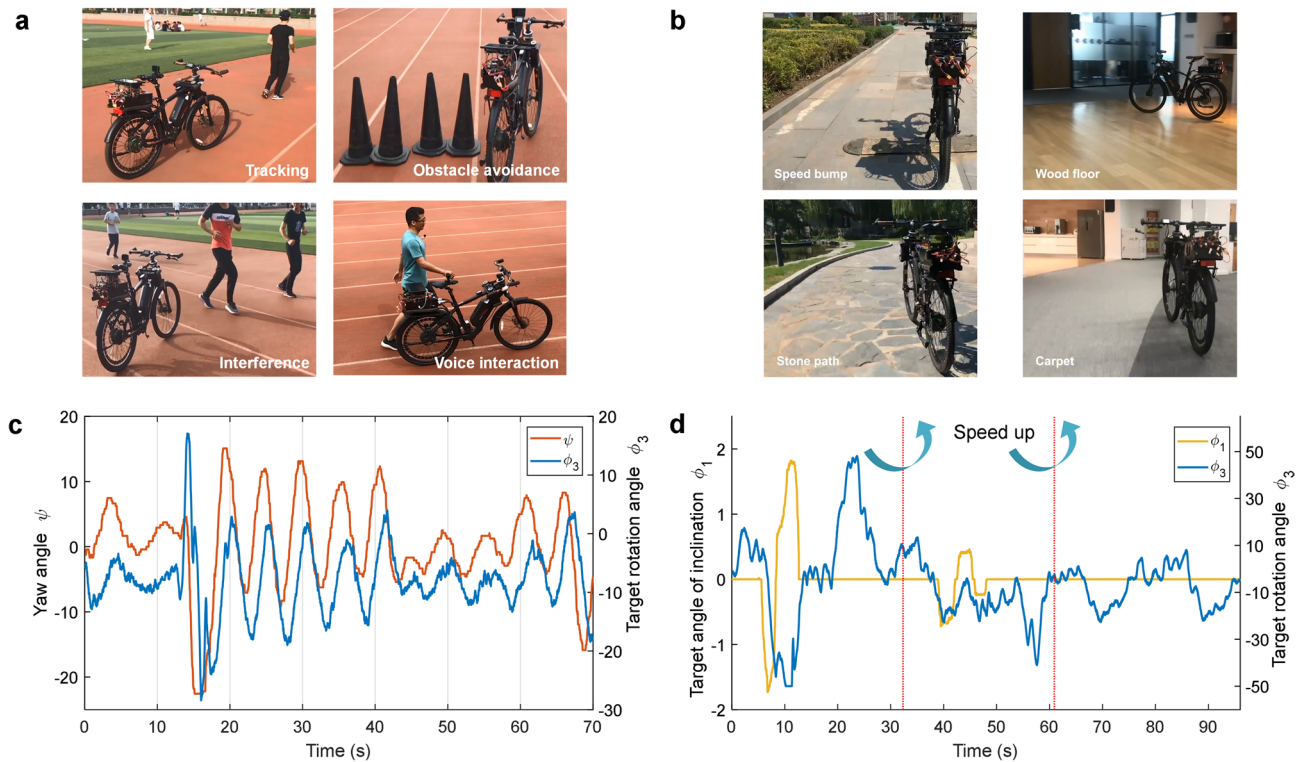 a
Tracking
Obstacle avoidance
Interference
Voice interaction
b
Speed bump
Wood floor
Stone path
Carpet
c
Yaw angle ψ
20
10
0
-10
-20
0
10
20
30
40
50
60
70
Time (s)
20
10
0
-10
-20
-30
Target rotation angle ϕ3
ψ
ϕ3
d
Target angle of inclination ϕ1
2
1
0
-1
-2
0
10
20
30
40
50
60
70
80
90
Time (s)
50
30
10
-10
-30
-50
Target rotation angle ϕ3
Speed up
ϕ1
ϕ3